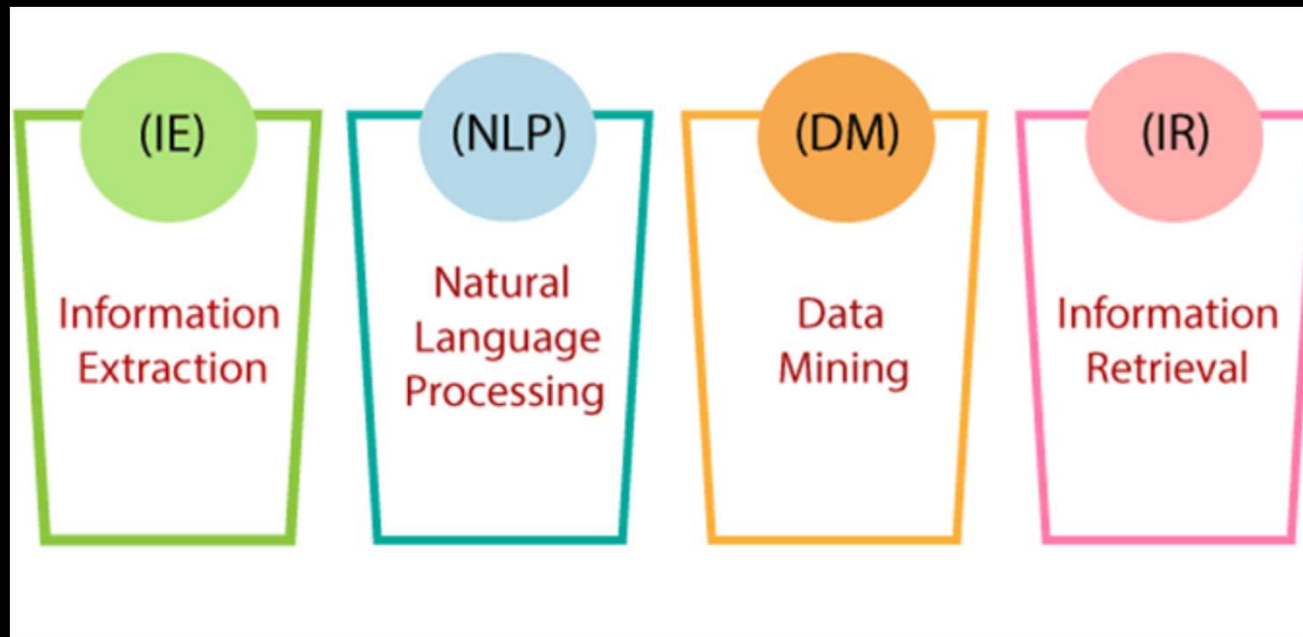 (IE)
Information
Extraction
(NLP)
Natural
Language
Processing
(DM)
Data
Mining
(IR)
Information
Retrieval